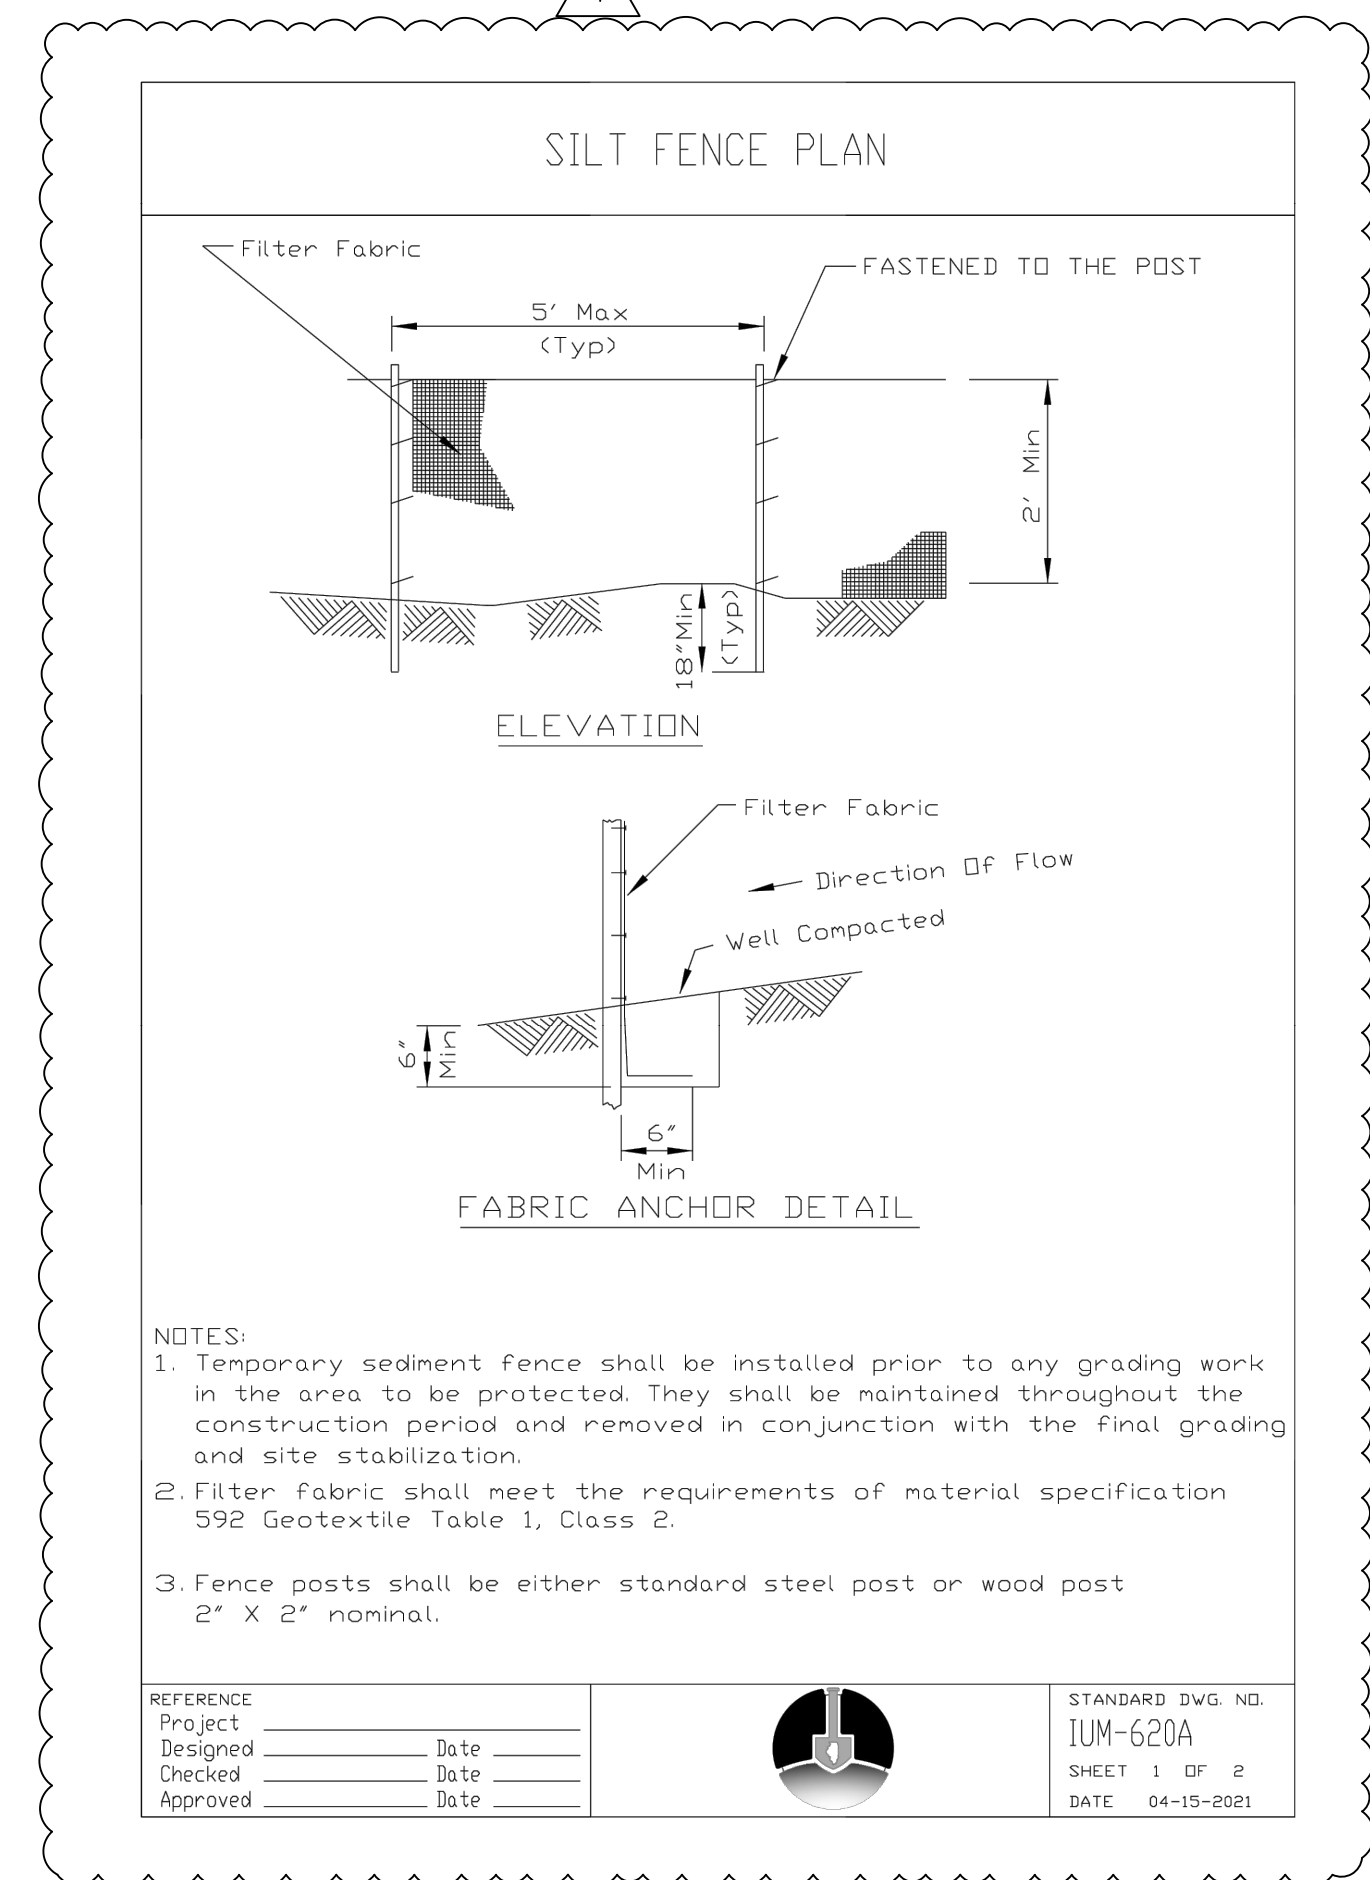 SILT FENCE PLAN
Filter Fabric
FASTENED TO THE POST
5' Max
(Typ)
2' Min
18"Min
(Typ)
ELEVATION
Filter Fabric
Direction Of Flow
Well Compacted
6"
Min
6"
Min
FABRIC ANCHOR DETAIL
NOTES:
1. Temporary sediment fence shall be installed prior to any grading work
in the area to be protected. They shall be maintained throughout the
construction period and removed in conjunction with the final grading
and site stabilization.
2. Filter fabric shall meet the requirements of material specification
592 Geotextile Table 1, Class 2.
3. Fence posts shall be either standard steel post or wood post
2" X 2" nominal.
REFERENCE
Project
Designed Date
Checked Date
Approved Date
STANDARD DWG. NO.
IUM-620A
SHEET 1 OF 2
DATE 04-15-2021